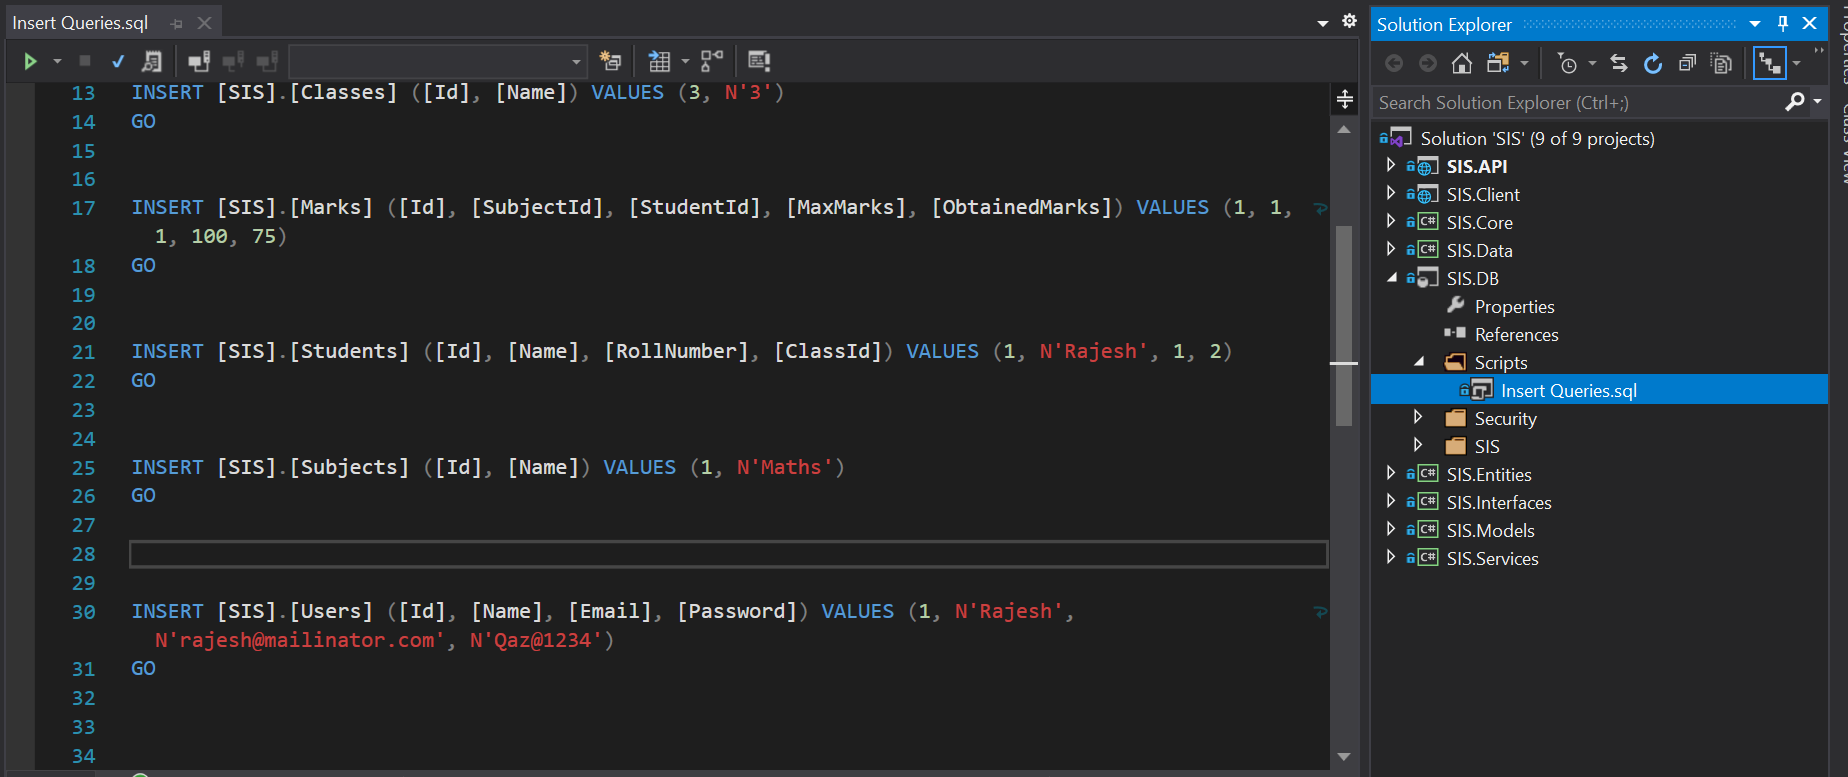 Insert Queries.sql
13 INSERT [SIS].[Classes] ([Id], [Name]) VALUES (3, N'3')
14 GO
15
16
17 INSERT [SIS].[Marks] ([Id], [SubjectId], [StudentId], [MaxMarks], [ObtainedMarks]) VALUES (1, 1,
1, 100, 75)
18 GO
19
20
21 INSERT [SIS].[Students] ([Id], [Name], [RollNumber], [ClassId]) VALUES (1, N'Rajesh', 1, 2)
22 GO
23
24
25 INSERT [SIS].[Subjects] ([Id], [Name]) VALUES (1, N'Maths')
26 GO
27
28
29
30 INSERT [SIS].[Users] ([Id], [Name], [Email], [Password]) VALUES (1, N'Rajesh',
N'rajesh@mailinator.com', N'Qaz@1234')
31 GO
32
33
34
Solution Explorer
Search Solution Explorer (Ctrl+;)
Solution 'SIS' (9 of 9 projects)
SIS.API
SIS.Client
C# SIS.Core
C# SIS.Data
SIS.DB
Properties
References
Scripts
Insert Queries.sql
Security
SIS
C# SIS.Entities
C# SIS.Interfaces
C# SIS.Models
C# SIS.Services
Properties
Class View